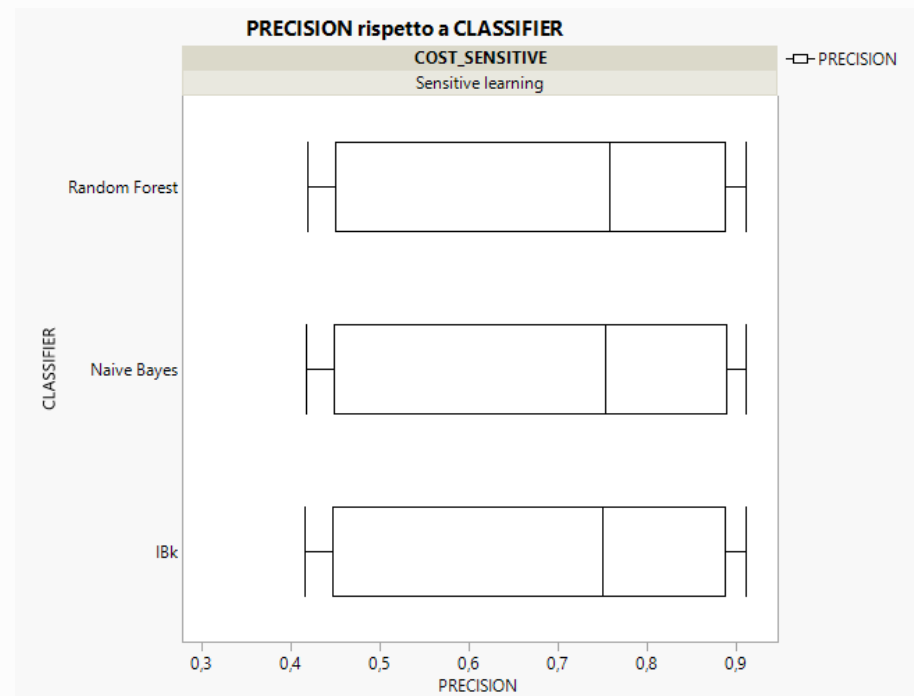 PRECISION rispetto a CLASSIFIER
COST_SENSITIVE
Sensitive learning
PRECISION
Random Forest
Naive Bayes
IBk
CLASSIFIER
0,3 0,4 0,5 0,6 0,7 0,8 0,9
PRECISION